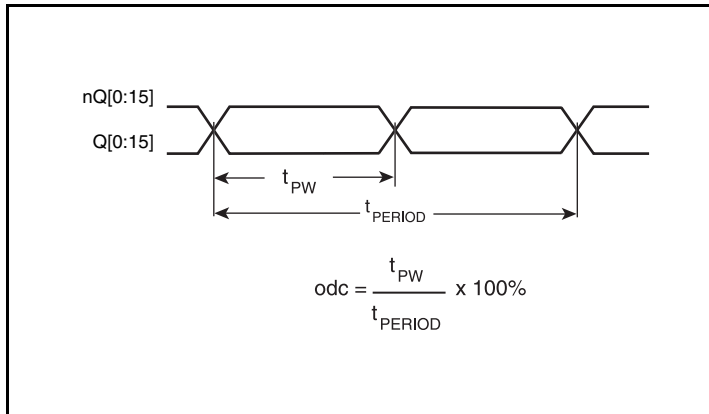 nQ[0:15]
Q[0:15]
tPW
tPERIOD
odc = tPW / tPERIOD x 100%